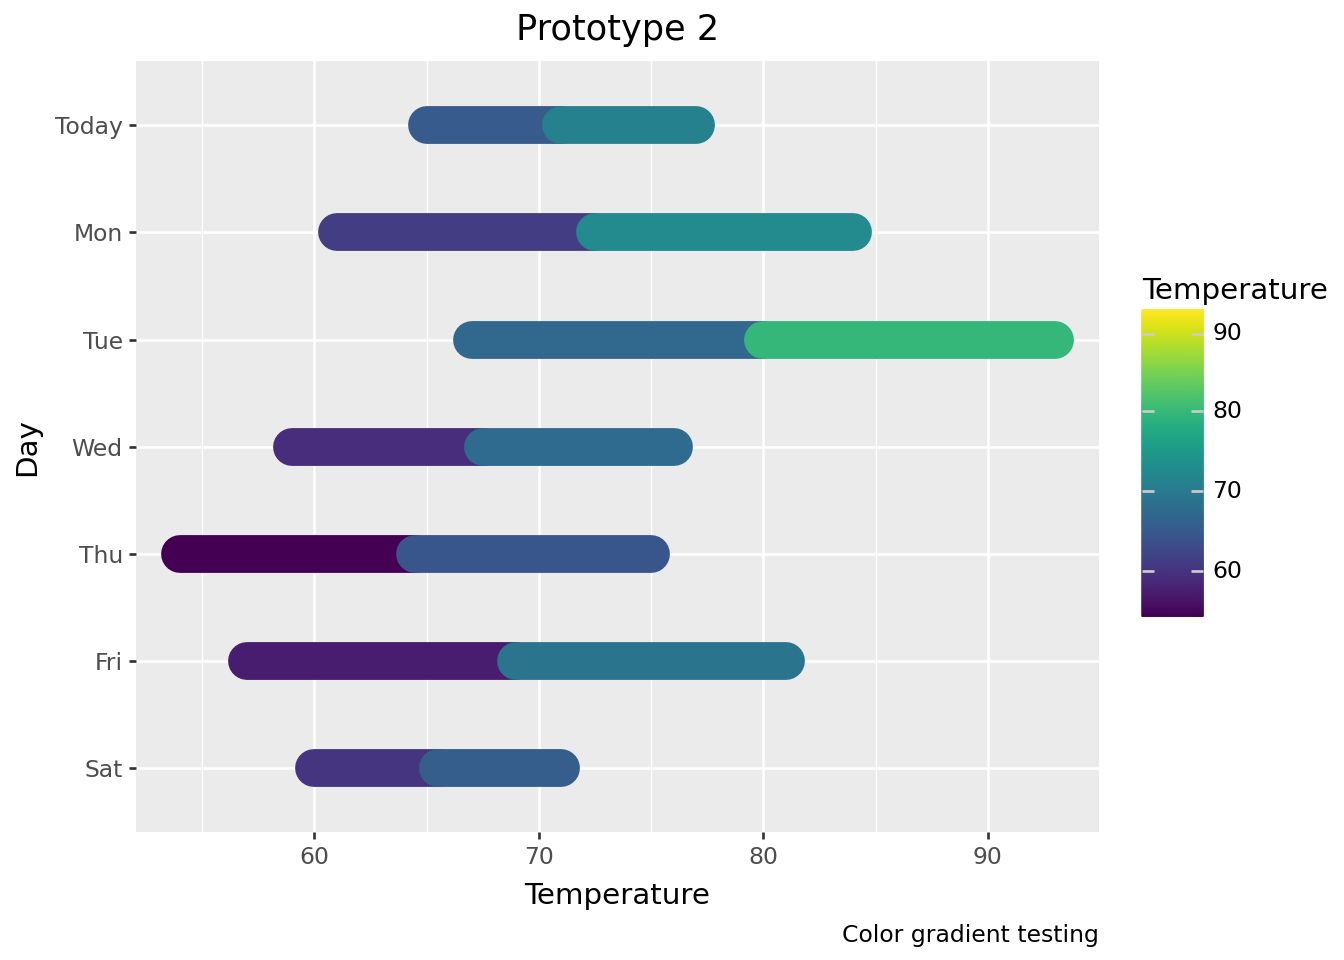 Prototype 2
Today
Mon
Tue
Wed
Thu
Fri
Sat
Day
60 70 80 90
Temperature
Color gradient testing
Temperature
90
80
70
60